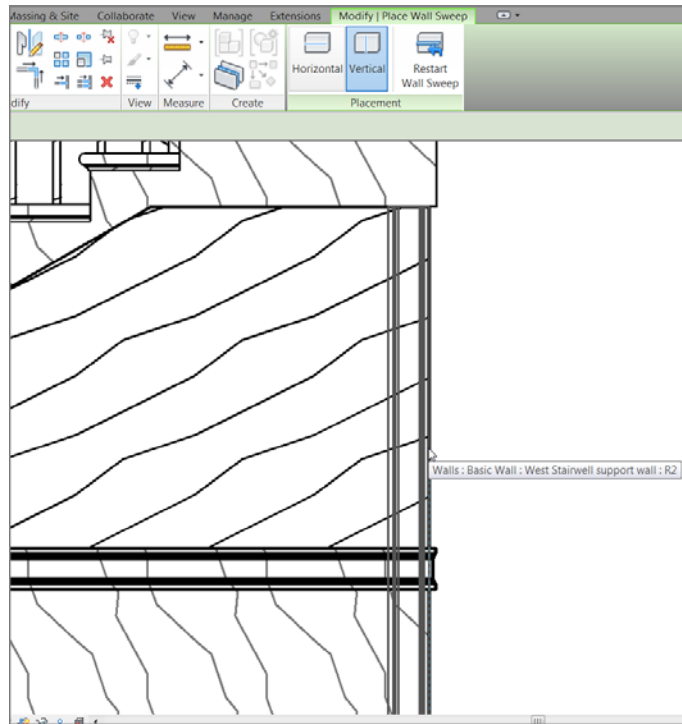 Massing & Site Collaborate View Manage Extensions Modify | Place Wall Sweep
Horizontal Vertical Restart Wall Sweep
dify View Measure Create Placement
Walls : Basic Wall : West Stairwell support wall : R2